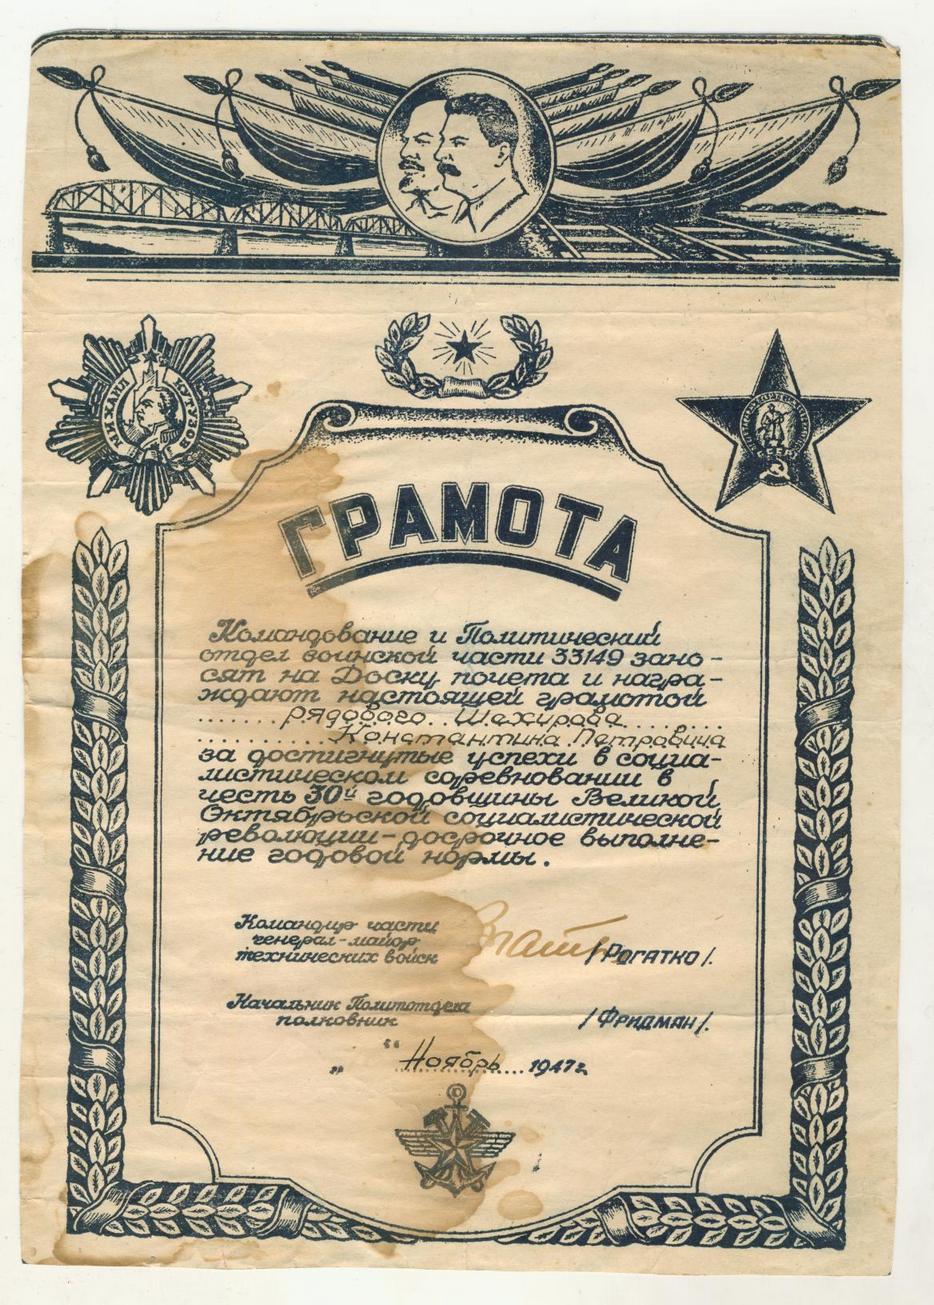 МИХАИЛ КУТУЗОВ
СССР
ГРАМОТА
Командование и Политический
отдел воинской части 33149 зано-
сят на Доску почета и награ-
ждают настоящей грамотой
рядового Шехурова
Константина Петровича
за достигнутые успехи в социа-
листическом соревновании в
честь 30й годовщины Великой
Октябрьской социалистической
революции - досрочное выполне-
ние годовой нормы.
Командир части
генерал-майор
технических войск /Рогатко/.
Начальник Политотдела
полковник /Фридман/.
„ “ Ноябрь 1947г.